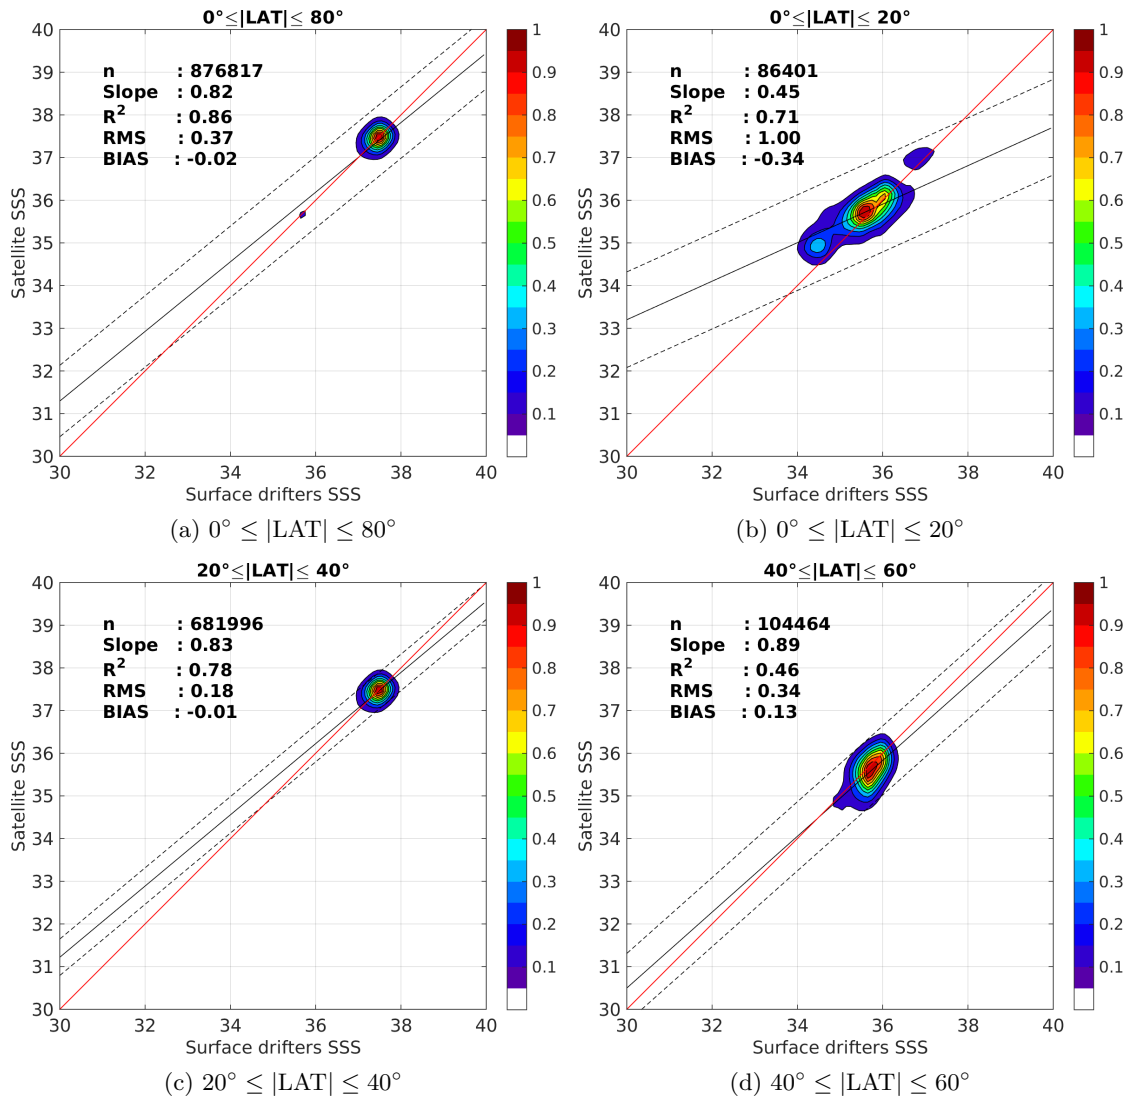 0°≤|LAT|≤ 80°
n : 876817
Slope : 0.82
R² : 0.86
RMS : 0.37
BIAS : -0.02
40
39
38
37
36
35
34
33
32
31
30
30 32 34 36 38 40
Satellite SSS
Surface drifters SSS
1
0.9
0.8
0.7
0.6
0.5
0.4
0.3
0.2
0.1
(a) 0° ≤ |LAT| ≤ 80°
0°≤|LAT|≤ 20°
n : 86401
Slope : 0.45
R² : 0.71
RMS : 1.00
BIAS : -0.34
40
39
38
37
36
35
34
33
32
31
30
30 32 34 36 38 40
Satellite SSS
Surface drifters SSS
1
0.9
0.8
0.7
0.6
0.5
0.4
0.3
0.2
0.1
(b) 0° ≤ |LAT| ≤ 20°
20°≤|LAT|≤ 40°
n : 681996
Slope : 0.83
R² : 0.78
RMS : 0.18
BIAS : -0.01
40
39
38
37
36
35
34
33
32
31
30
30 32 34 36 38 40
Satellite SSS
Surface drifters SSS
1
0.9
0.8
0.7
0.6
0.5
0.4
0.3
0.2
0.1
(c) 20° ≤ |LAT| ≤ 40°
40°≤|LAT|≤ 60°
n : 104464
Slope : 0.89
R² : 0.46
RMS : 0.34
BIAS : 0.13
40
39
38
37
36
35
34
33
32
31
30
30 32 34 36 38 40
Satellite SSS
Surface drifters SSS
1
0.9
0.8
0.7
0.6
0.5
0.4
0.3
0.2
0.1
(d) 40° ≤ |LAT| ≤ 60°